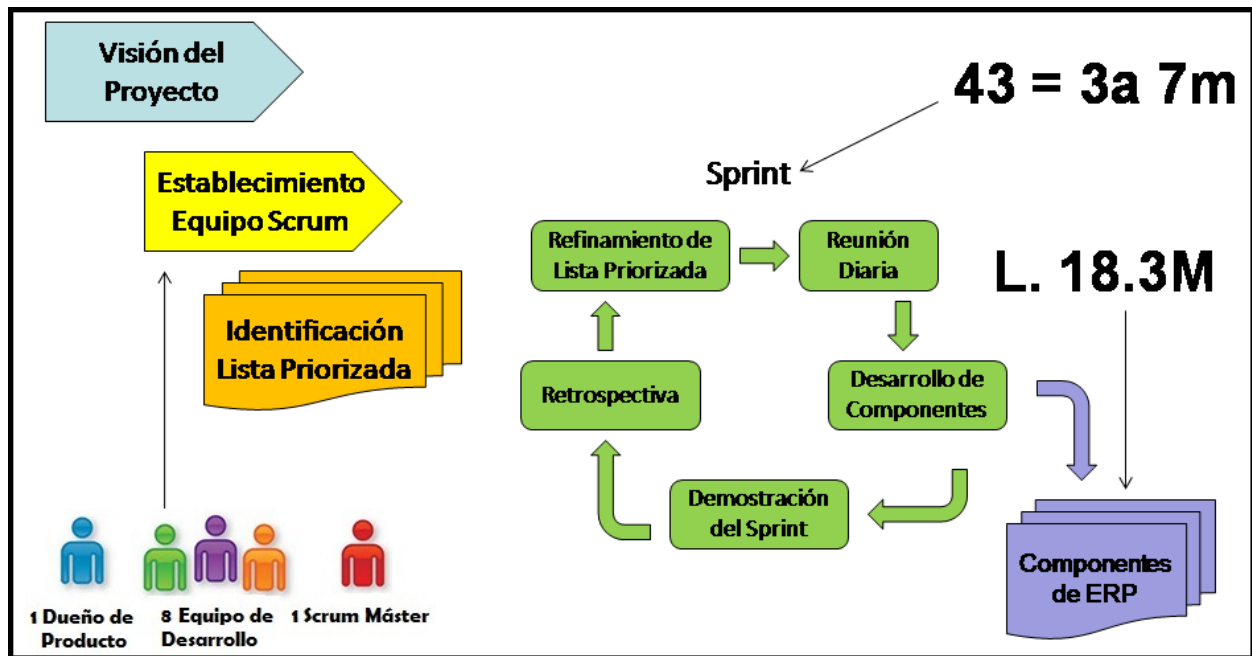 Visión del
Proyecto
43 = 3a 7m
Establecimiento
Equipo Scrum
Sprint
Refinamiento de
Lista Priorizada
Reunión
Diaria
L. 18.3M
Identificación
Lista Priorizada
Retrospectiva
Desarrollo de
Componentes
Demostración
del Sprint
Componentes
de ERP
1 Dueño de
Producto
8 Equipo de
Desarrollo
1 Scrum Máster